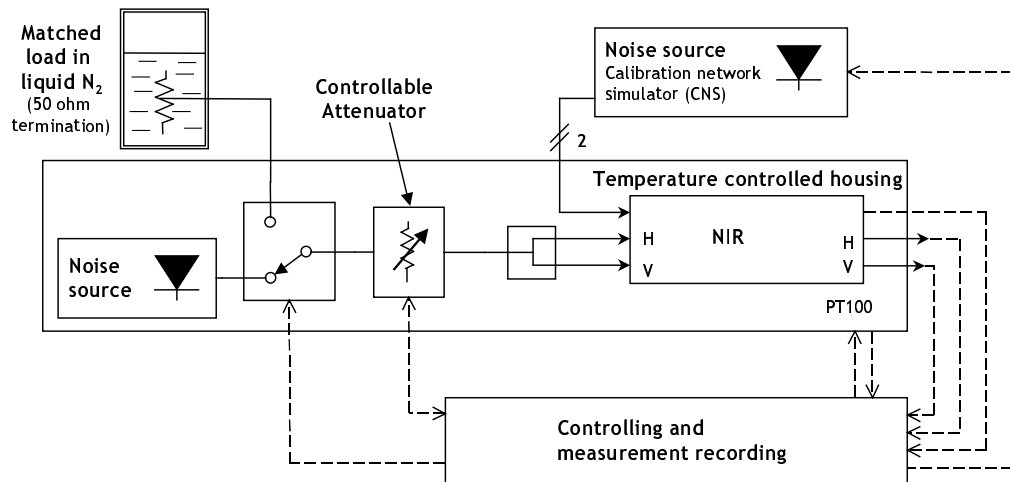 Matched
load in
liquid N₂
(50 ohm
termination)
Controllable
Attenuator
Noise source
Calibration network
simulator (CNS)
2
Temperature controlled housing
Noise
source
H
V
NIR
H
V
PT100
Controlling and
measurement recording